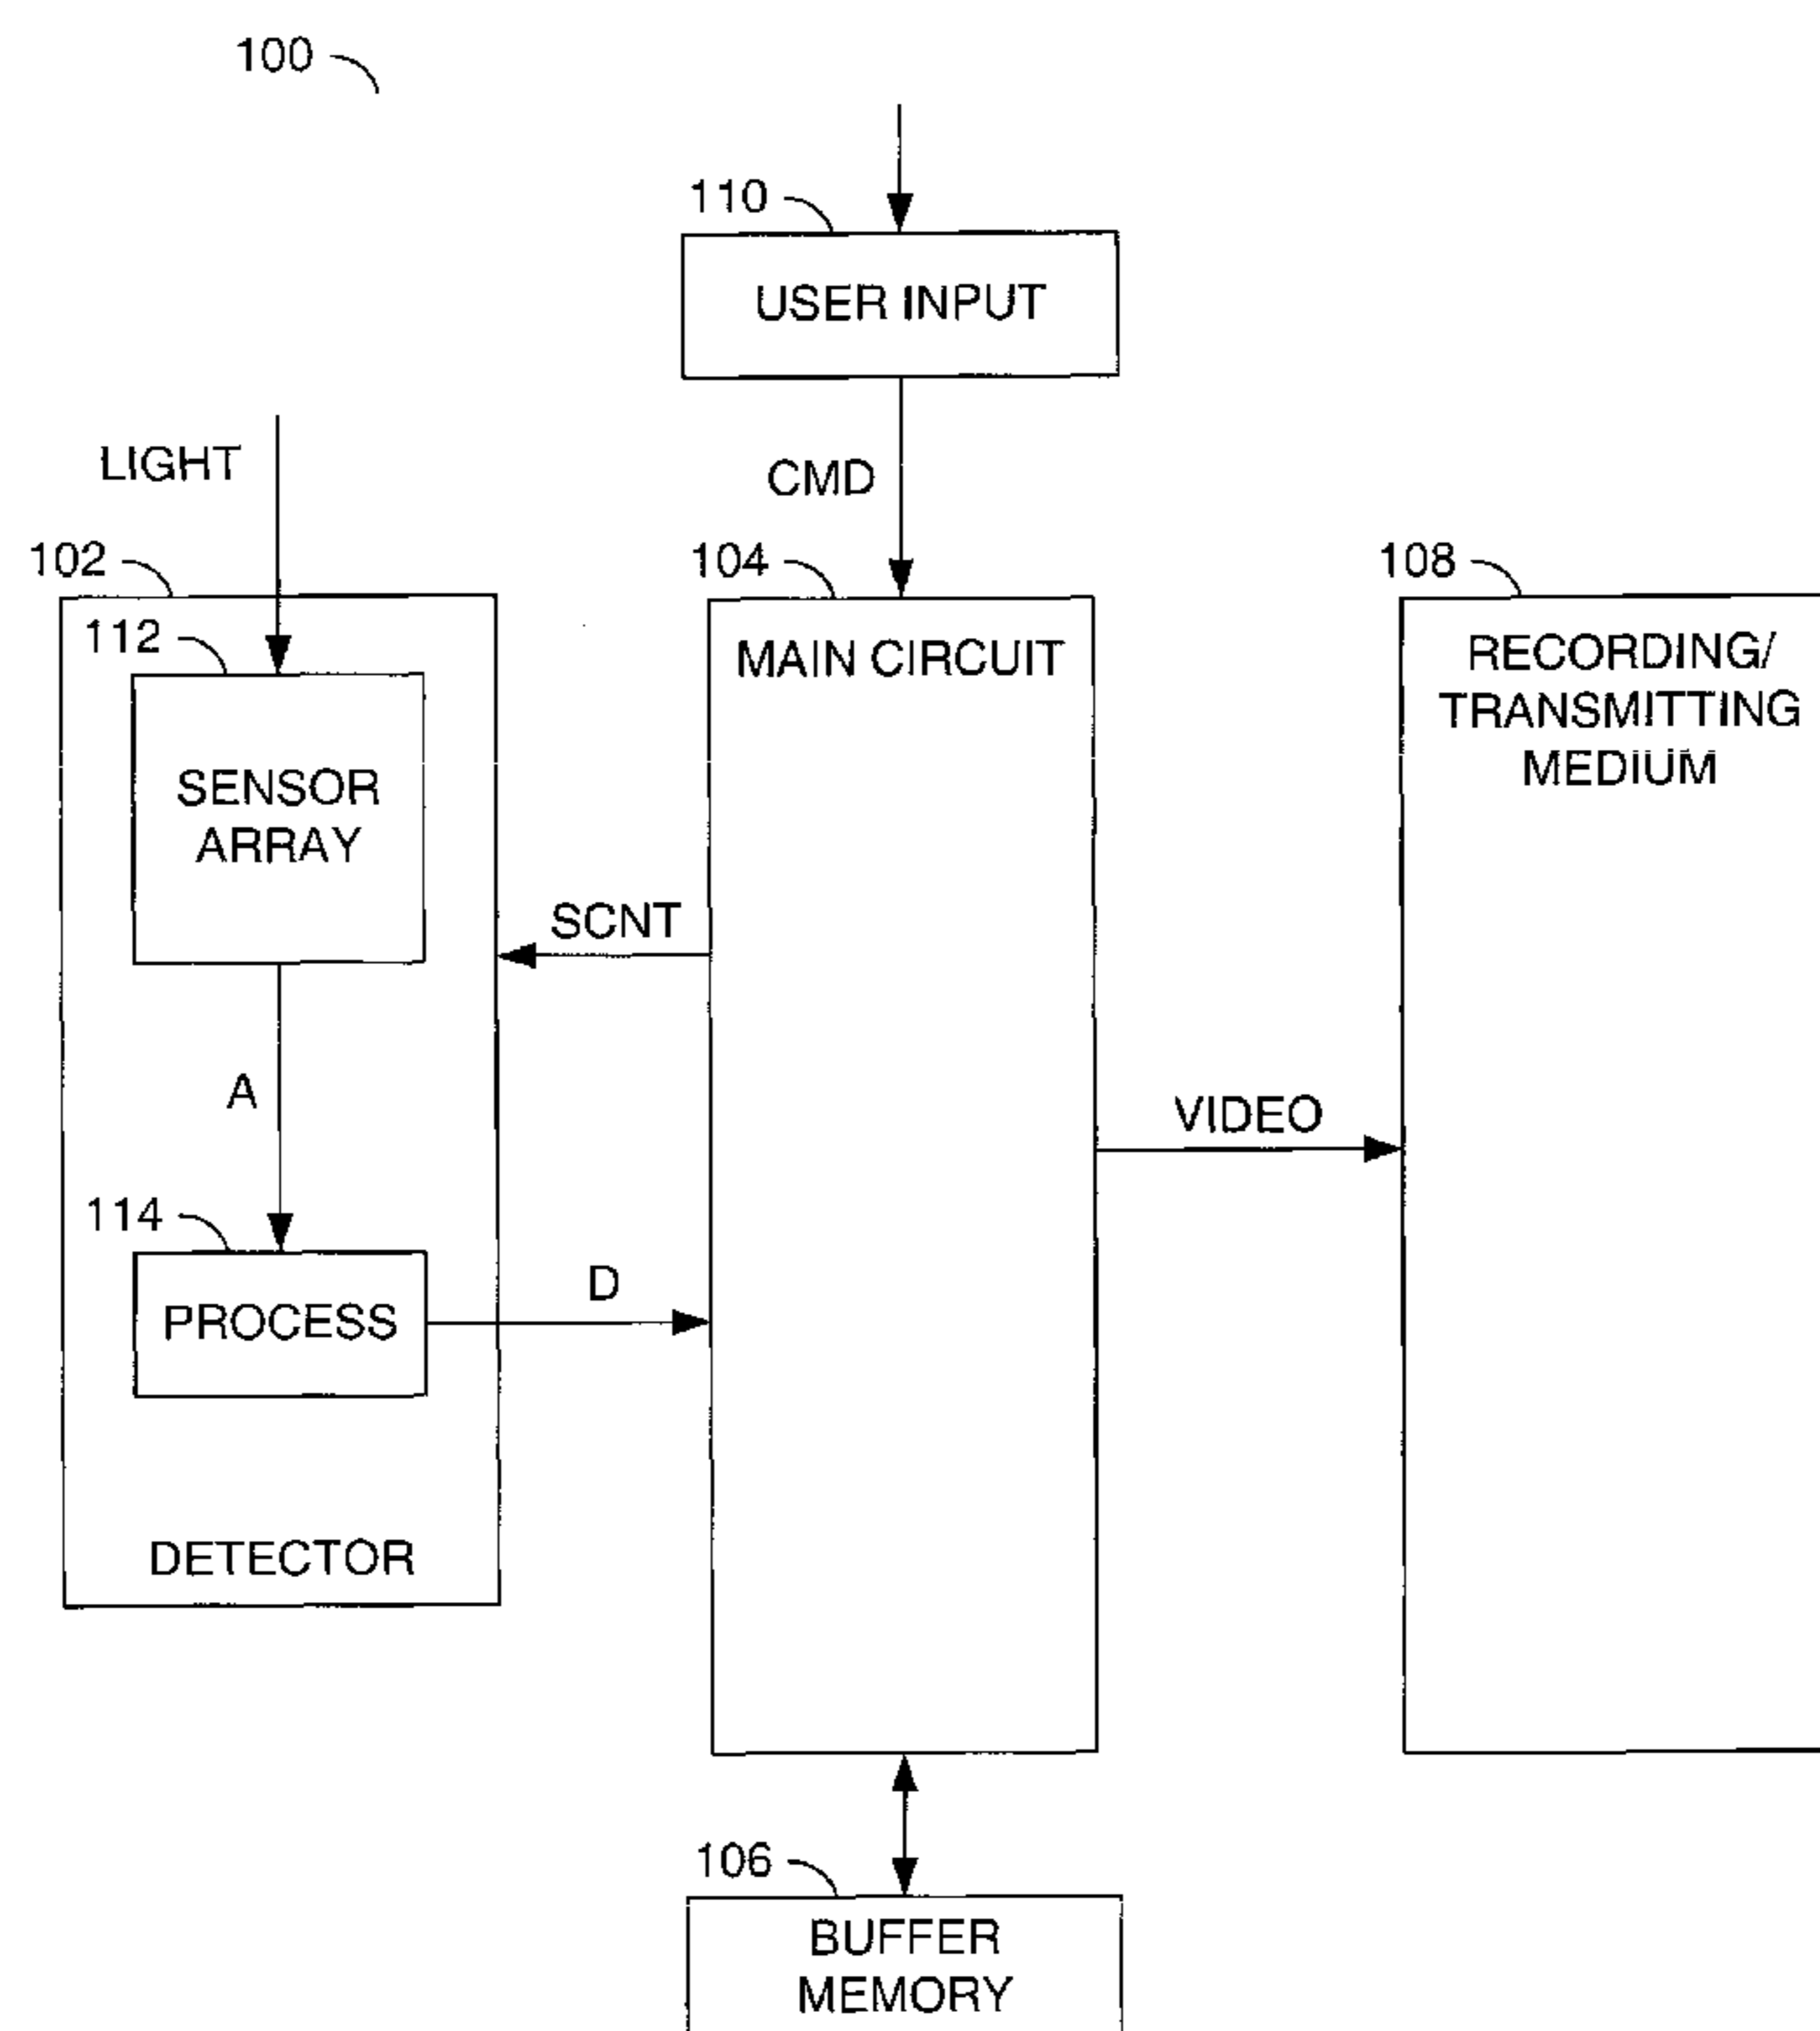 100
110
USER INPUT
LIGHT
CMD
102
104
108
112
MAIN CIRCUIT
RECORDING/
TRANSMITTING
MEDIUM
SENSOR
ARRAY
SCNT
A
VIDEO
114
D
PROCESS
DETECTOR
106
BUFFER
MEMORY